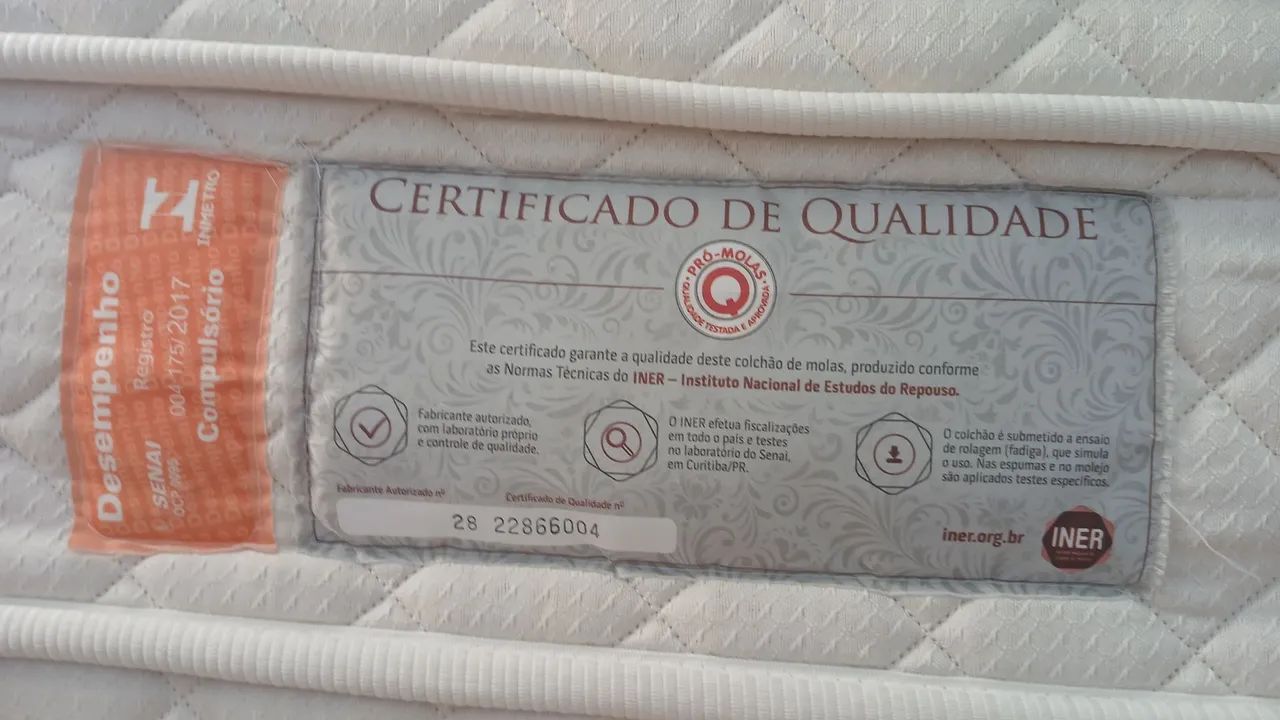 Desempenho
SENAI
Registro
004175/2017
Compulsório
INMETRO
CERTIFICADO DE QUALIDADE
PRÓ-MOLAS
QUALIDADE TESTADA E APROVADA
Q
Este certificado garante a qualidade deste colchão de molas, produzido conforme
as Normas Técnicas do INER – Instituto Nacional de Estudos do Repouso.
Fabricante autorizado,
com laboratório próprio
e controle de qualidade.
O INER efetua fiscalizações
em todo o país e testes
no laboratório do Senai,
em Curitiba/PR.
O colchão é submetido a ensaio
de rolagem (fadiga), que simula
o uso. Nas espumas e no molejo
são aplicados testes específicos.
Fabricante Autorizado nº
Certificado de Qualidade nº
28 22866004
iner.org.br
INER